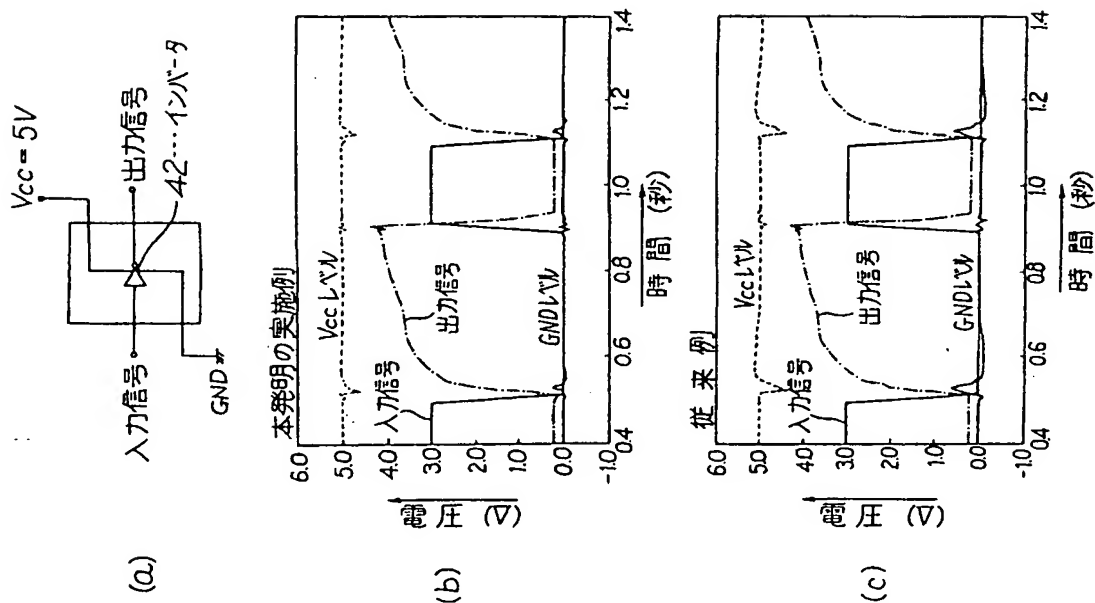 (a)
Vcc=5V
入力信号
出力信号
42…インバータ
GND
(b)
本発明の実施例
電圧 (V)
6.0
5.0
4.0
3.0
2.0
1.0
0.0
-1.0
Vccレベル
入力信号
出力信号
GNDレベル
0.4
0.6
0.8
1.0
1.2
1.4
時間 (秒)
(c)
従来例
電圧 (V)
6.0
5.0
4.0
3.0
2.0
1.0
0.0
-1.0
Vccレベル
入力信号
出力信号
GNDレベル
0.4
0.6
0.8
1.0
1.2
1.4
時間 (秒)